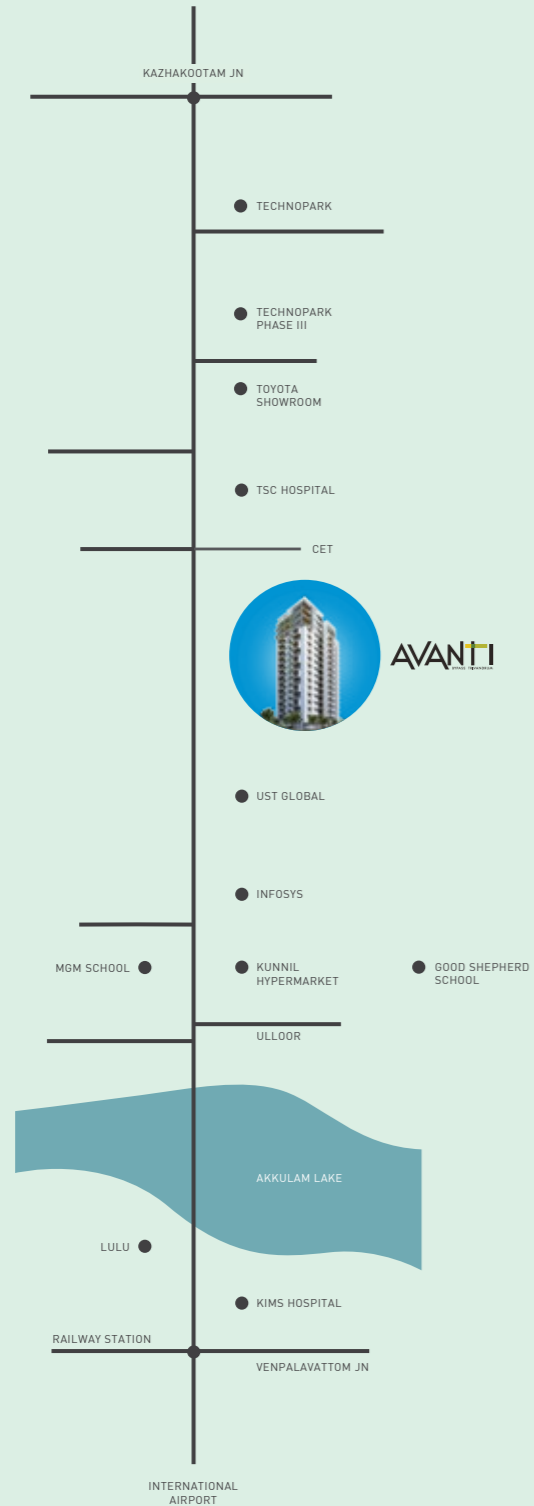 KAZHAKOOTAM JN
TECHNOPARK
TECHNOPARK
PHASE III
TOYOTA
SHOWROOM
TSC HOSPITAL
CET
AVANTI
UST GLOBAL
INFOSYS
MGM SCHOOL
KUNNIL
HYPERMARKET
GOOD SHEPHERD
SCHOOL
ULLOOR
AKKULAM LAKE
LULU
KIMS HOSPITAL
RAILWAY STATION
VENPALAVATTOM JN
INTERNATIONAL
AIRPORT